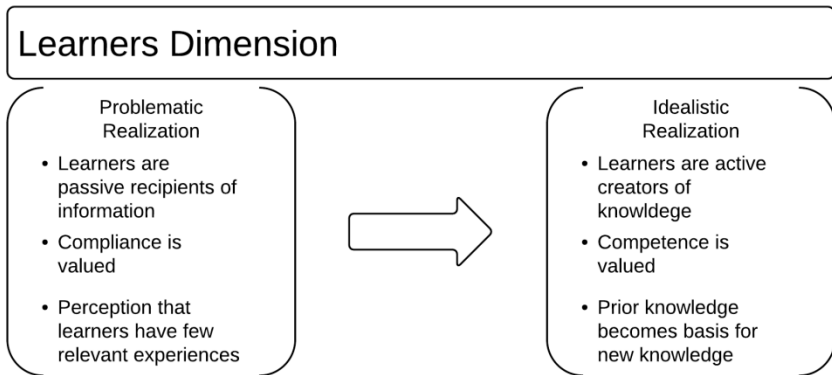 Learners Dimension
Problematic
Realization
• Learners are
passive recipients of
information
• Compliance is
valued
• Perception that
learners have few
relevant experiences
Idealistic
Realization
• Learners are active
creators of
knowldege
• Competence is
valued
• Prior knowledge
becomes basis for
new knowledge